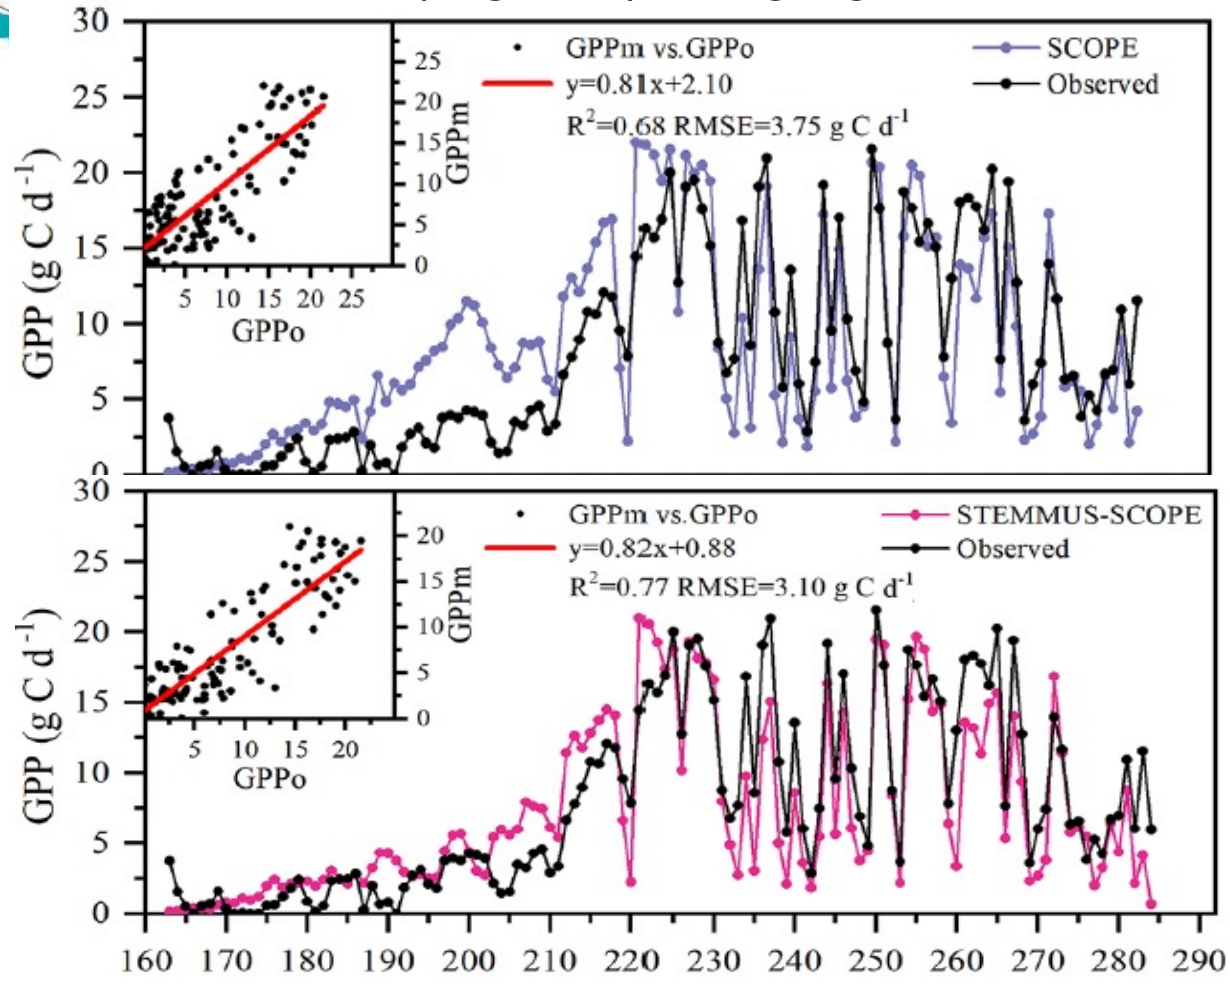 30
25
20
15
10
5
0
GPP (g C d⁻¹)
GPPm vs.GPPo
y=0.81x+2.10
R²=0.68 RMSE=3.75 g C d⁻¹
SCOPE
Observed
25
20
15
10
5
0
GPPm
5 10 15 20 25
GPPo
30
25
20
15
10
5
0
GPP (g C d⁻¹)
GPPm vs.GPPo
y=0.82x+0.88
R²=0.77 RMSE=3.10 g C d⁻¹
STEMMUS-SCOPE
Observed
20
15
10
5
0
GPPm
5 10 15 20
GPPo
160 170 180 190 200 210 220 230 240 250 260 270 280 290